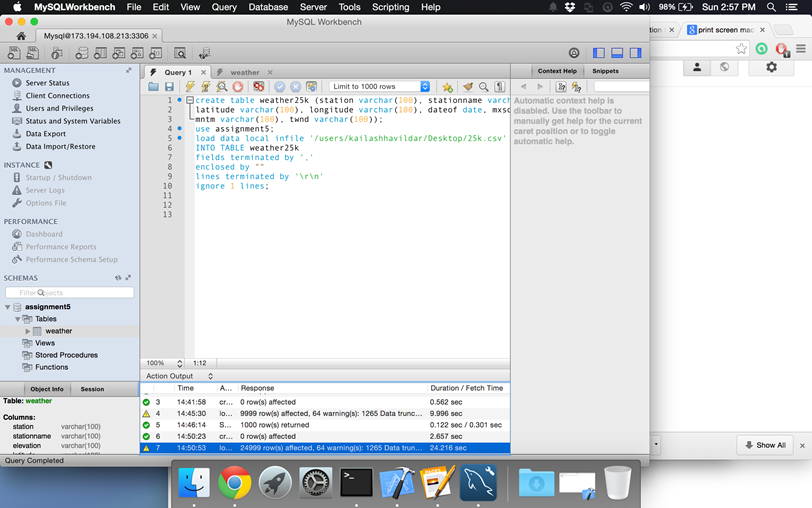 MySQLWorkbench File Edit View Query Database Server Tools Scripting Help 98% Sun 2:57 PM
MySQL Workbench
Mysql@173.194.108.213:3306
print screen mac
MANAGEMENT
Server Status
Client Connections
Users and Privileges
Status and System Variables
Data Export
Data Import/Restore
INSTANCE
Startup / Shutdown
Server Logs
Options File
PERFORMANCE
Dashboard
Performance Reports
Performance Schema Setup
SCHEMAS
Filter objects
assignment5
Tables
weather
Views
Stored Procedures
Functions
Object Info Session
Table: weather
Columns:
station varchar(100)
stationname varchar(100)
elevation varchar(100)
Query Completed
Query 1 weather
Limit to 1000 rows
1 create table weather25k (station varchar(100), stationname varch
2 latitude varchar(100), longitude varchar(100), dateof date, mxsc
3 mntm varchar(100), twnd varchar(100));
4 use assignment5;
5 load data local infile '/users/kailashhavildar/Desktop/25k.csv'
6 INTO TABLE weather25k
7 fields terminated by ','
8 enclosed by ""
9 lines terminated by '\r\n'
10 ignore 1 lines;
11
12
13
100% 1:12
Context Help Snippets
Automatic context help is
disabled. Use the toolbar to
manually get help for the current
caret position or to toggle
automatic help.
Action Output
Time A... Response Duration / Fetch Time
3 14:41:58 cr... 0 row(s) affected 0.562 sec
4 14:45:30 lo... 9999 row(s) affected, 64 warning(s): 1265 Data trunc... 9.996 sec
5 14:46:14 S... 1000 row(s) returned 0.122 sec / 0.301 sec
6 14:50:23 cr... 0 row(s) affected 2.657 sec
7 14:50:53 lo... 24999 row(s) affected, 64 warning(s): 1265 Data trun... 24.216 sec
Show All